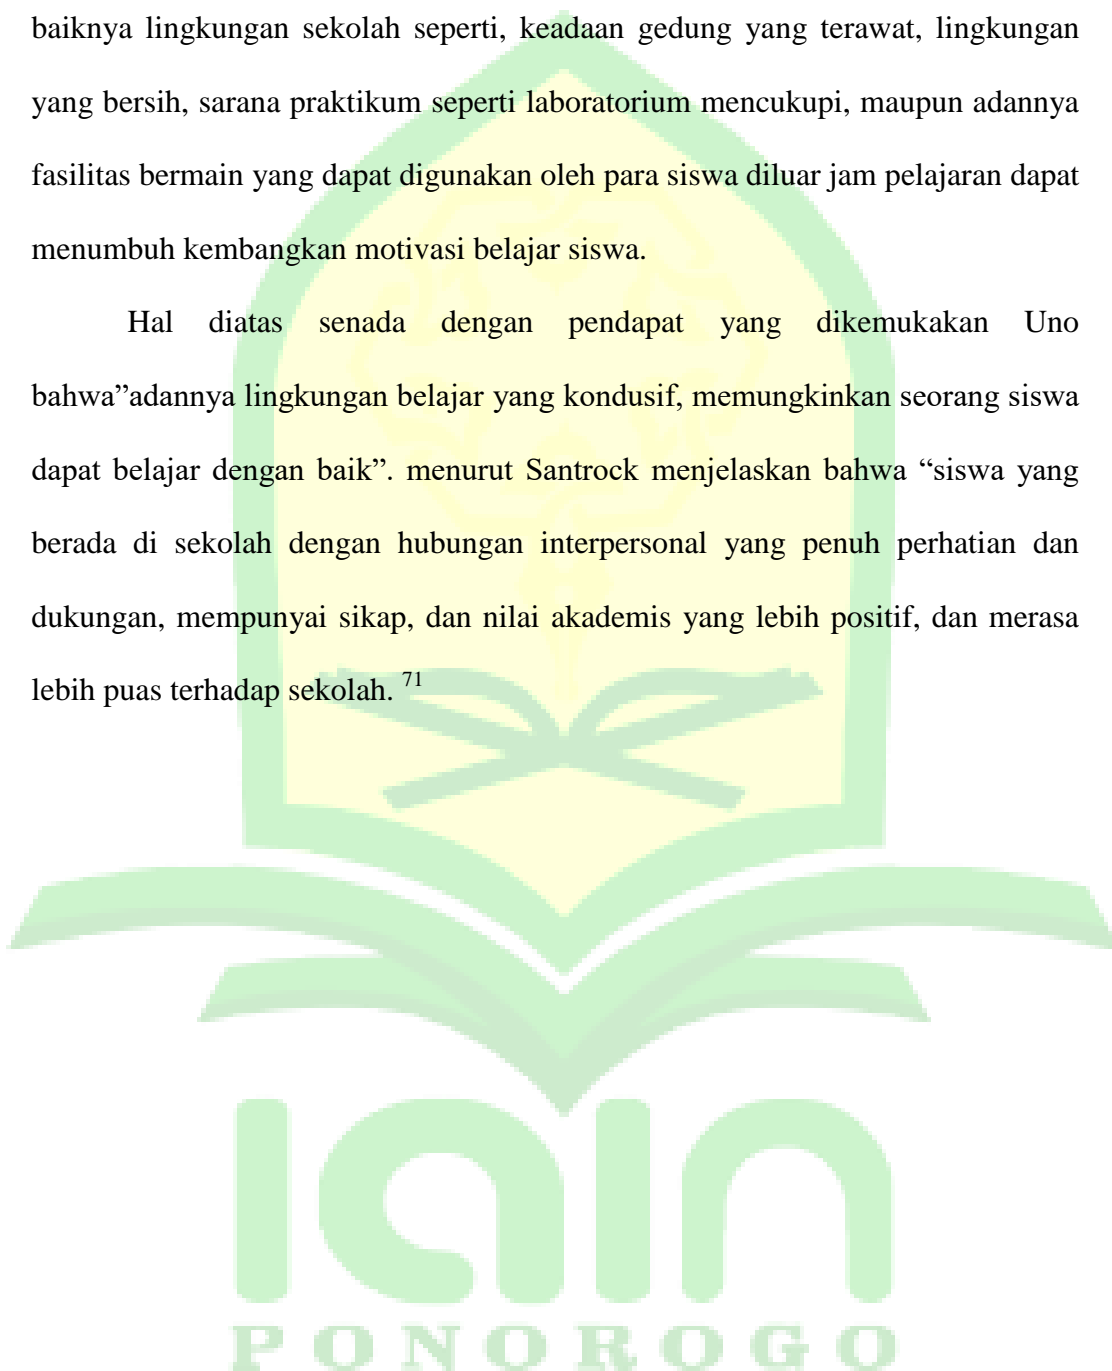 baiknya lingkungan sekolah seperti, keadaan gedung yang terawat, lingkungan
yang bersih, sarana praktikum seperti laboratorium mencukupi, maupun adannya
fasilitas bermain yang dapat digunakan oleh para siswa diluar jam pelajaran dapat
menumbuh kembangkan motivasi belajar siswa.
Hal diatas senada dengan pendapat yang dikemukakan Uno
bahwa”adannya lingkungan belajar yang kondusif, memungkinkan seorang siswa
dapat belajar dengan baik”. menurut Santrock menjelaskan bahwa “siswa yang
berada di sekolah dengan hubungan interpersonal yang penuh perhatian dan
dukungan, mempunyai sikap, dan nilai akademis yang lebih positif, dan merasa
lebih puas terhadap sekolah. 71
iain
PONOROGO